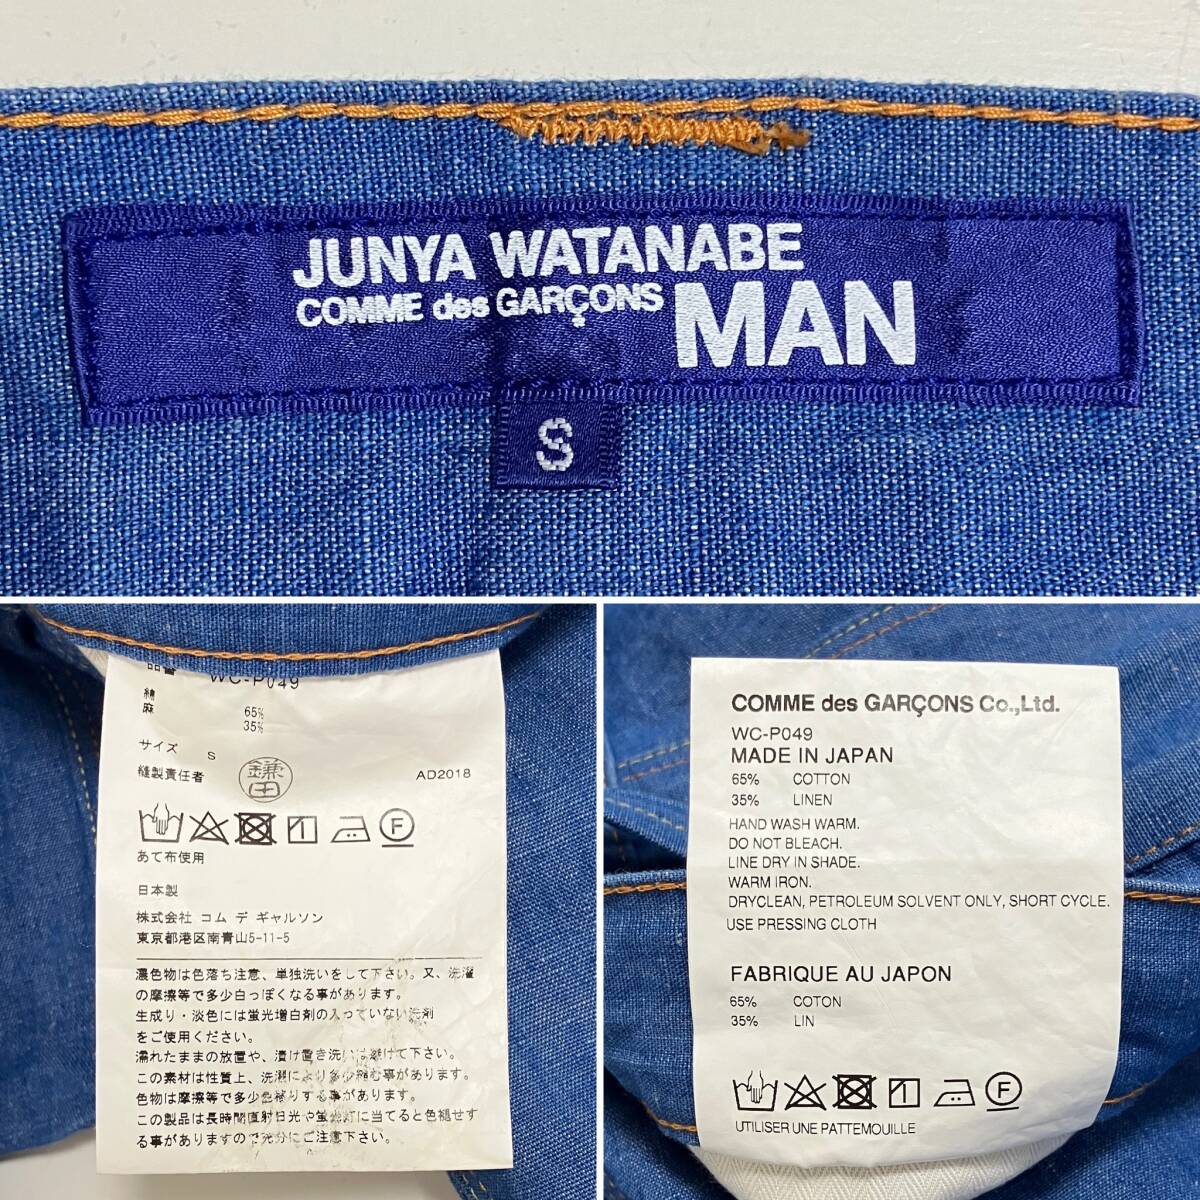 JUNYA WATANABE
COMME des GARÇONS MAN
S
品番 WC-P049
綿 65%
麻 35%
サイズ S
縫製責任者 鎌田 AD2018
F
あて布使用
日本製
株式会社 コム デ ギャルソン
東京都港区南青山5-11-5
濃色物は色落ち注意、単独洗いをして下さい。又、洗濯
の摩擦等で多少白っぽくなる事があります。
生成り・淡色には蛍光増白剤の入っていない洗剤
をご使用ください。
濡れたままの放置や、漬け置き洗いは避けて下さい。
この素材は性質上、洗濯により多少縮む事があります。
色物は摩擦等で多少色移りする事があります。
この製品は長時間直射日光や蛍光灯に当てると色褪せす
る事がありますので充分にご注意下さい。
COMME des GARÇONS Co.,Ltd.
WC-P049
MADE IN JAPAN
65% COTTON
35% LINEN
HAND WASH WARM.
DO NOT BLEACH.
LINE DRY IN SHADE.
WARM IRON.
DRYCLEAN, PETROLEUM SOLVENT ONLY, SHORT CYCLE.
USE PRESSING CLOTH
FABRIQUE AU JAPON
65% COTON
35% LIN
F
UTILISER UNE PATTEMOUILLE